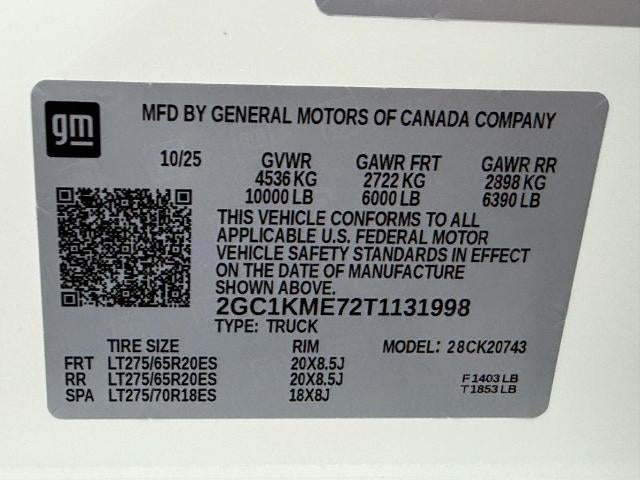 gm
MFD BY GENERAL MOTORS OF CANADA COMPANY
10/25 GVWR GAWR FRT GAWR RR
4536 KG 2722 KG 2898 KG
10000 LB 6000 LB 6390 LB
THIS VEHICLE CONFORMS TO ALL
APPLICABLE U.S. FEDERAL MOTOR
VEHICLE SAFETY STANDARDS IN EFFECT
ON THE DATE OF MANUFACTURE
SHOWN ABOVE.
2GC1KME72T1131998
TYPE: TRUCK
TIRE SIZE RIM MODEL: 28CK20743
FRT LT275/65R20ES 20X8.5J
RR LT275/65R20ES 20X8.5J F1403 LB
SPA LT275/70R18ES 18X8J T1853 LB